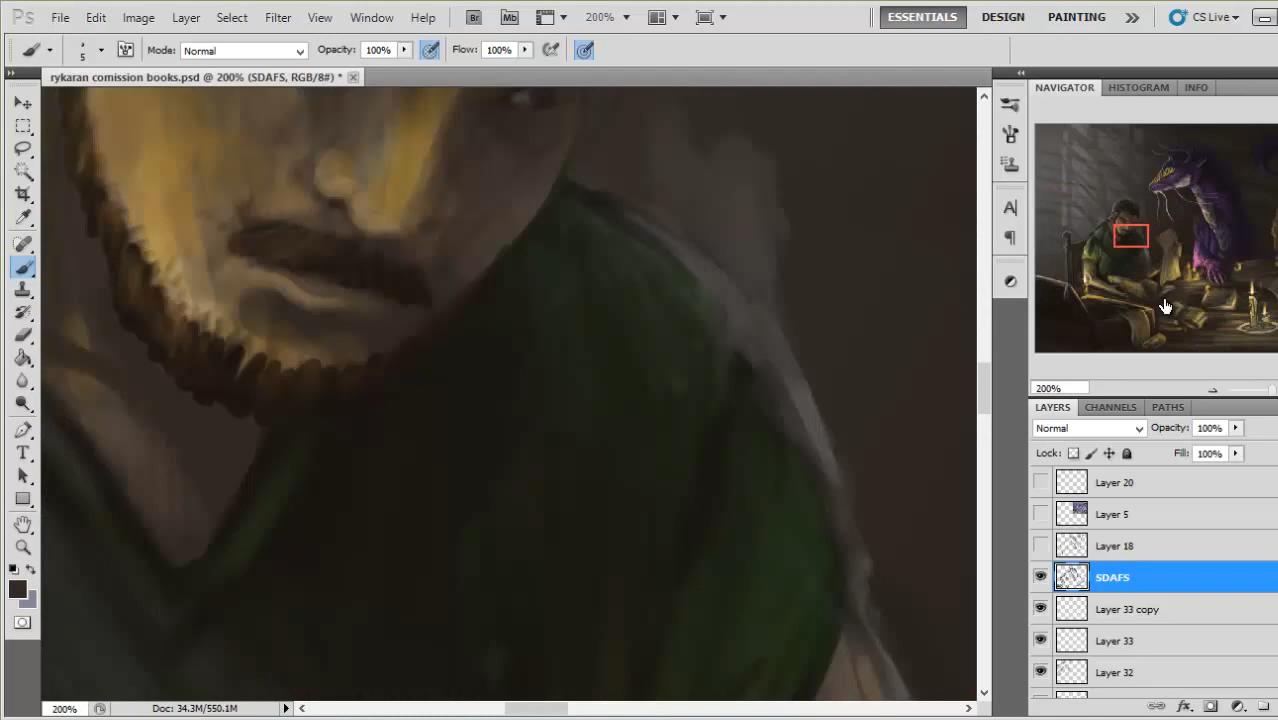 Ps File Edit Image Layer Select Filter View Window Help Br Mb 200% ESSENTIALS DESIGN PAINTING CS Live
5 Mode: Normal Opacity: 100% Flow: 100%
rykaran comission books.psd @ 200% (SDAFS, RGB/8#) *
NAVIGATOR HISTOGRAM INFO
200%
LAYERS CHANNELS PATHS
Normal Opacity: 100%
Lock: Fill: 100%
Layer 20
Layer 5
Layer 18
SDAFS
Layer 33 copy
Layer 33
Layer 32
200% Doc: 34.3M/550.1M